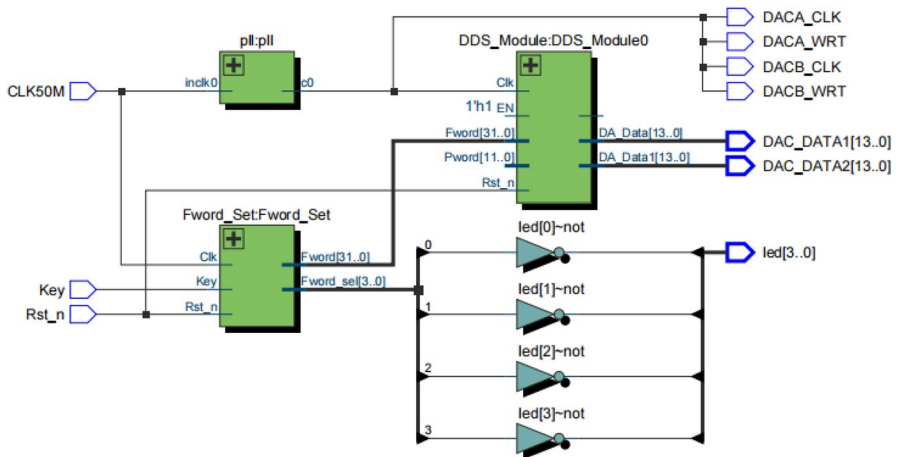 pll:pll
inclk0
c0
CLK50M
DDS_Module:DDS_Module0
Clk
1'h1 EN
Fword[31..0]
Pword[11..0]
Rst_n
DA_Data[13..0]
DA_Data1[13..0]
DACA_CLK
DACA_WRT
DACB_CLK
DACB_WRT
DAC_DATA1[13..0]
DAC_DATA2[13..0]
Fword_Set:Fword_Set
Clk
Key
Rst_n
Fword[31..0]
Fword_sel[3..0]
Key
Rst_n
led[0]~not
0
led[1]~not
1
led[2]~not
2
led[3]~not
3
led[3..0]